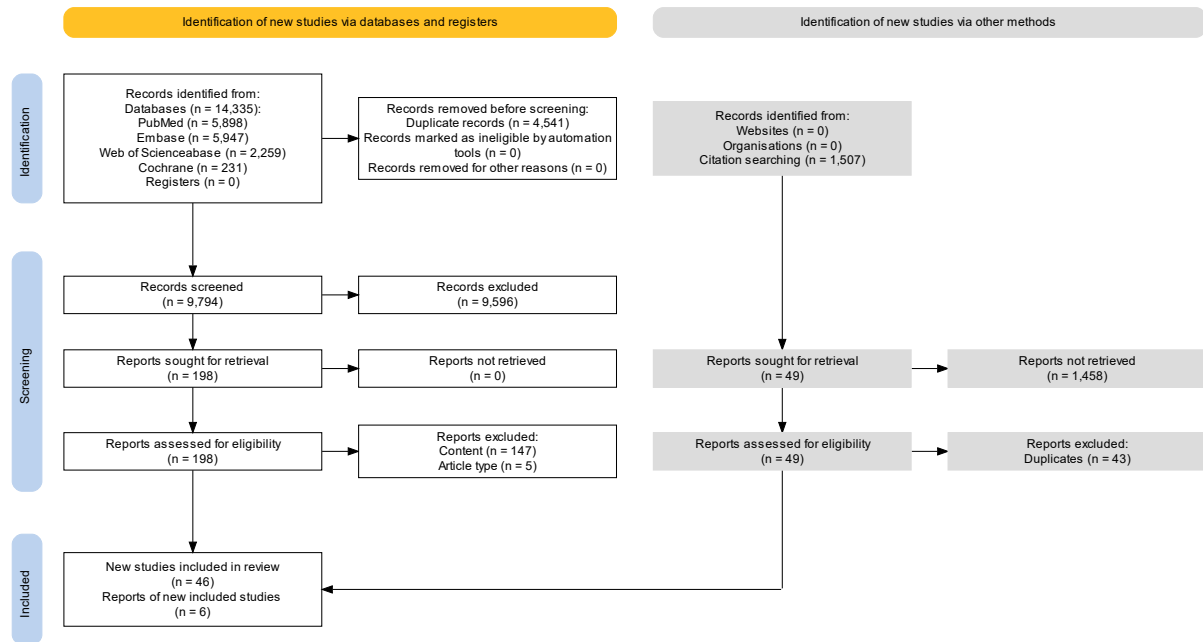 Identification of new studies via databases and registers
Identification of new studies via other methods
Identification
Records identified from:
Databases (n = 14,335):
PubMed (n = 5,898)
Embase (n = 5,947)
Web of Scienceabase (n = 2,259)
Cochrane (n = 231)
Registers (n = 0)
Records removed before screening:
Duplicate records (n = 4,541)
Records marked as ineligible by automation
tools (n = 0)
Records removed for other reasons (n = 0)
Records identified from:
Websites (n = 0)
Organisations (n = 0)
Citation searching (n = 1,507)
Screening
Records screened
(n = 9,794)
Records excluded
(n = 9,596)
Reports sought for retrieval
(n = 198)
Reports not retrieved
(n = 0)
Reports sought for retrieval
(n = 49)
Reports not retrieved
(n = 1,458)
Reports assessed for eligibility
(n = 198)
Reports excluded:
Content (n = 147)
Article type (n = 5)
Reports assessed for eligibility
(n = 49)
Reports excluded:
Duplicates (n = 43)
Included
New studies included in review
(n = 46)
Reports of new included studies
(n = 6)